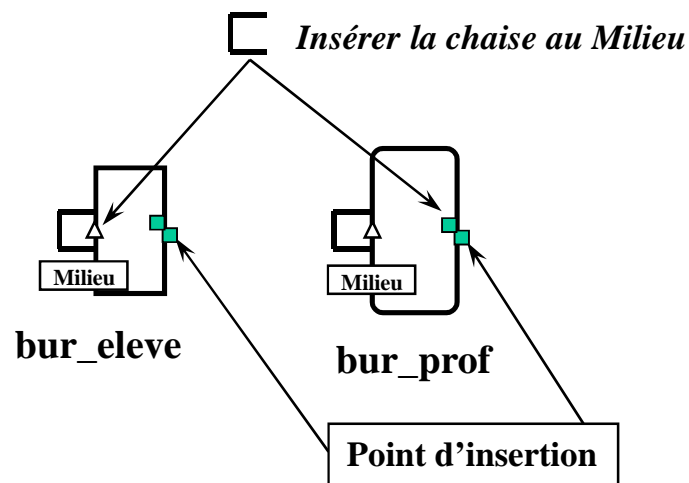 Insérer la chaise au Milieu
Milieu
Milieu
bur_eleve
bur_prof
Point d’insertion